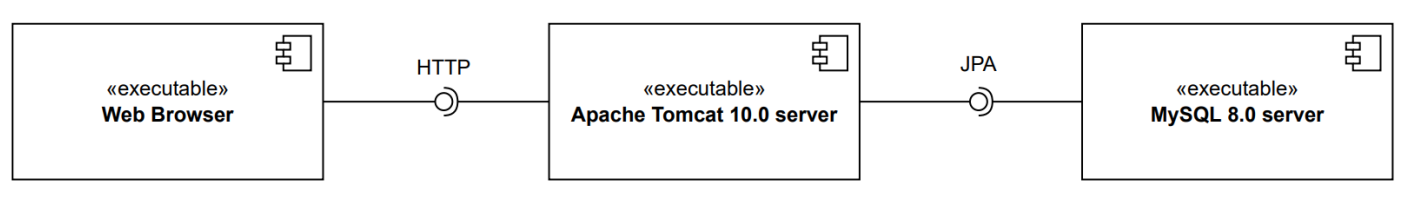 «executable»
Web Browser
HTTP
«executable»
Apache Tomcat 10.0 server
JPA
«executable»
MySQL 8.0 server